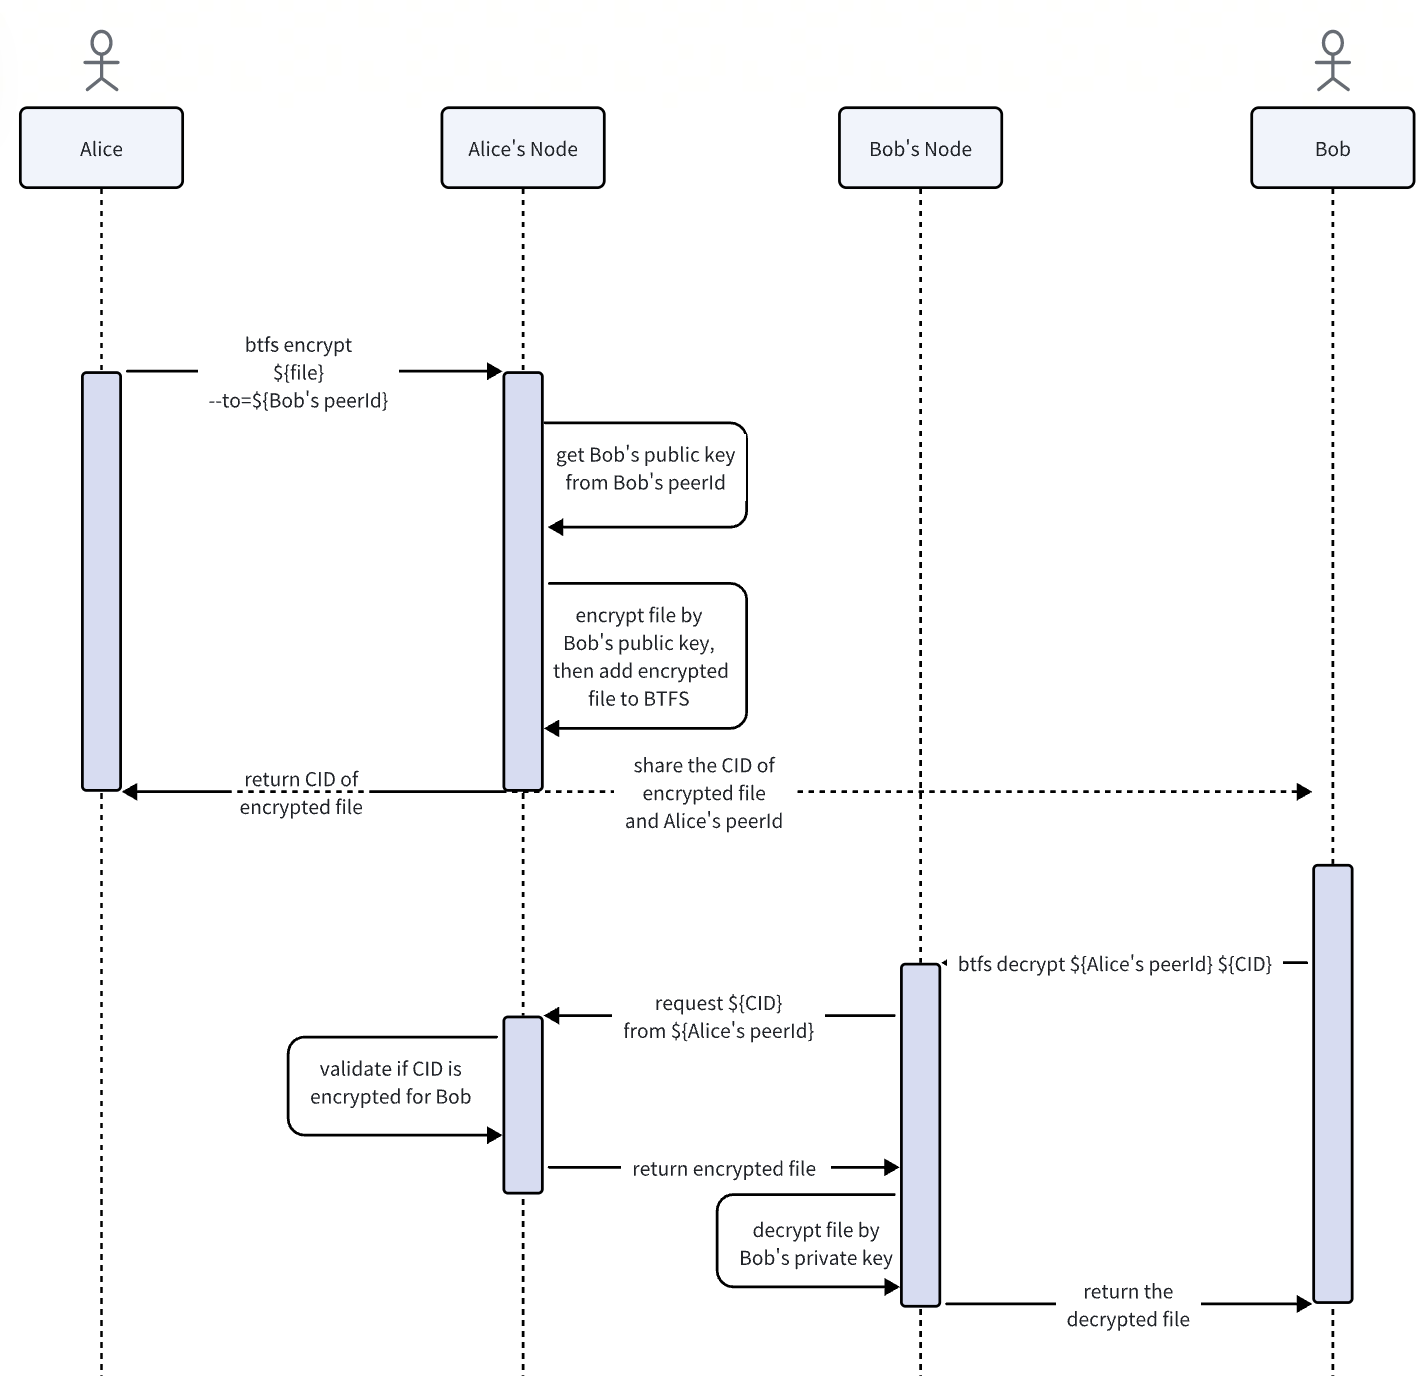 Alice
Alice's Node
Bob's Node
Bob
btfs encrypt
${file}
--to=${Bob's peerId}
get Bob's public key
from Bob's peerId
encrypt file by
Bob's public key,
then add encrypted
file to BTFS
return CID of
encrypted file
share the CID of
encrypted file
and Alice's peerId
btfs decrypt ${Alice's peerId} ${CID}
request ${CID}
from ${Alice's peerId}
validate if CID is
encrypted for Bob
return encrypted file
decrypt file by
Bob's private key
return the
decrypted file